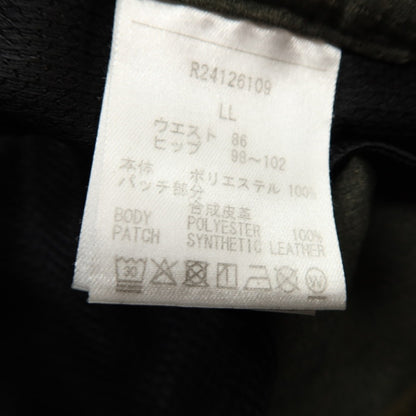 R24126109
LL
ウエスト 86
ヒップ 98～102
本体 ポリエステル 100%
パッチ部分
合成皮革
BODY POLYESTER 100%
PATCH SYNTHETIC LEATHER
30